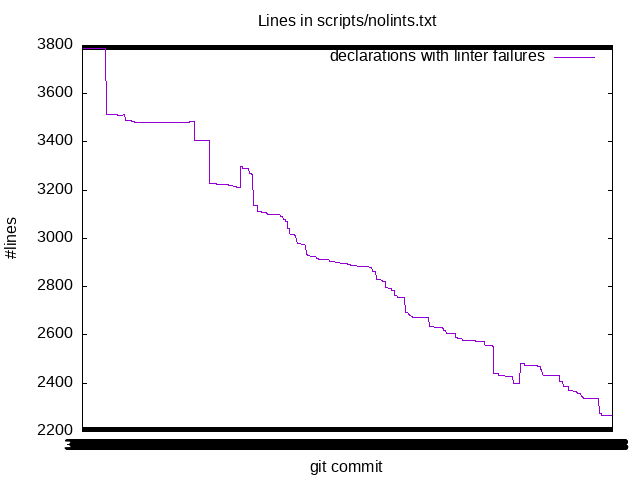 Lines in scripts/nolints.txt
3800
declarations with linter failures
3600
3400
3200
3000
2800
2600
2400
2200
#lines
git commit